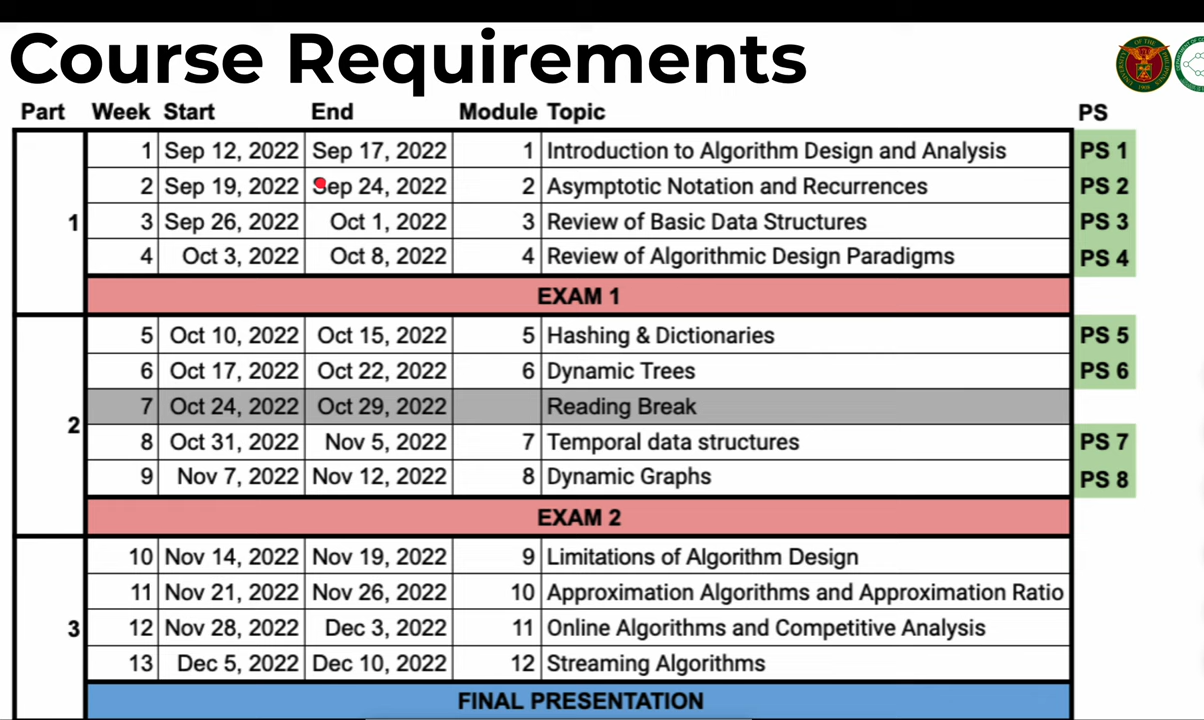 Course Requirements
Part Week Start End Module Topic PS
1 Sep 12, 2022 Sep 17, 2022 1 Introduction to Algorithm Design and Analysis PS 1
2 Sep 19, 2022 Sep 24, 2022 2 Asymptotic Notation and Recurrences PS 2
1 3 Sep 26, 2022 Oct 1, 2022 3 Review of Basic Data Structures PS 3
4 Oct 3, 2022 Oct 8, 2022 4 Review of Algorithmic Design Paradigms PS 4
EXAM 1
5 Oct 10, 2022 Oct 15, 2022 5 Hashing & Dictionaries PS 5
6 Oct 17, 2022 Oct 22, 2022 6 Dynamic Trees PS 6
7 Oct 24, 2022 Oct 29, 2022 Reading Break
2
8 Oct 31, 2022 Nov 5, 2022 7 Temporal data structures PS 7
9 Nov 7, 2022 Nov 12, 2022 8 Dynamic Graphs PS 8
EXAM 2
10 Nov 14, 2022 Nov 19, 2022 9 Limitations of Algorithm Design
11 Nov 21, 2022 Nov 26, 2022 10 Approximation Algorithms and Approximation Ratio
3 12 Nov 28, 2022 Dec 3, 2022 11 Online Algorithms and Competitive Analysis
13 Dec 5, 2022 Dec 10, 2022 12 Streaming Algorithms
FINAL PRESENTATION